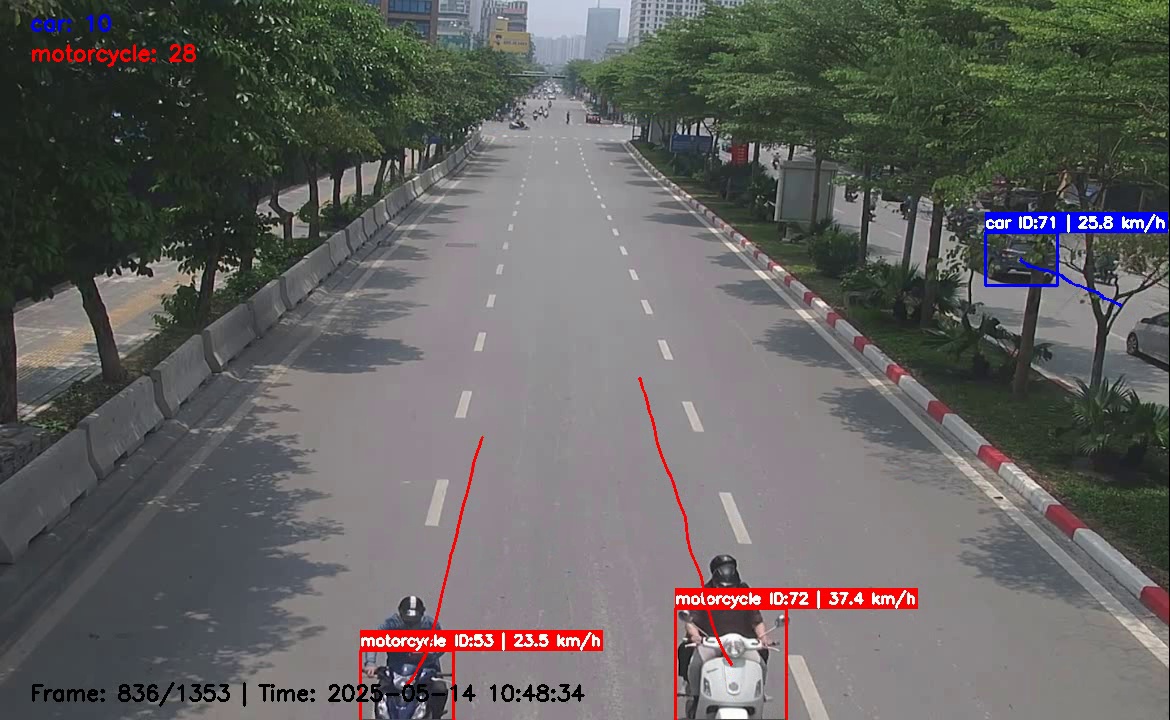 car: 10
motorcycle: 28
car ID:71 | 25.8 km/h
motorcycle ID:72 | 37.4 km/h
motorcycle ID:53 | 23.5 km/h
Frame: 836/1353 | Time: 2025-05-14 10:48:34